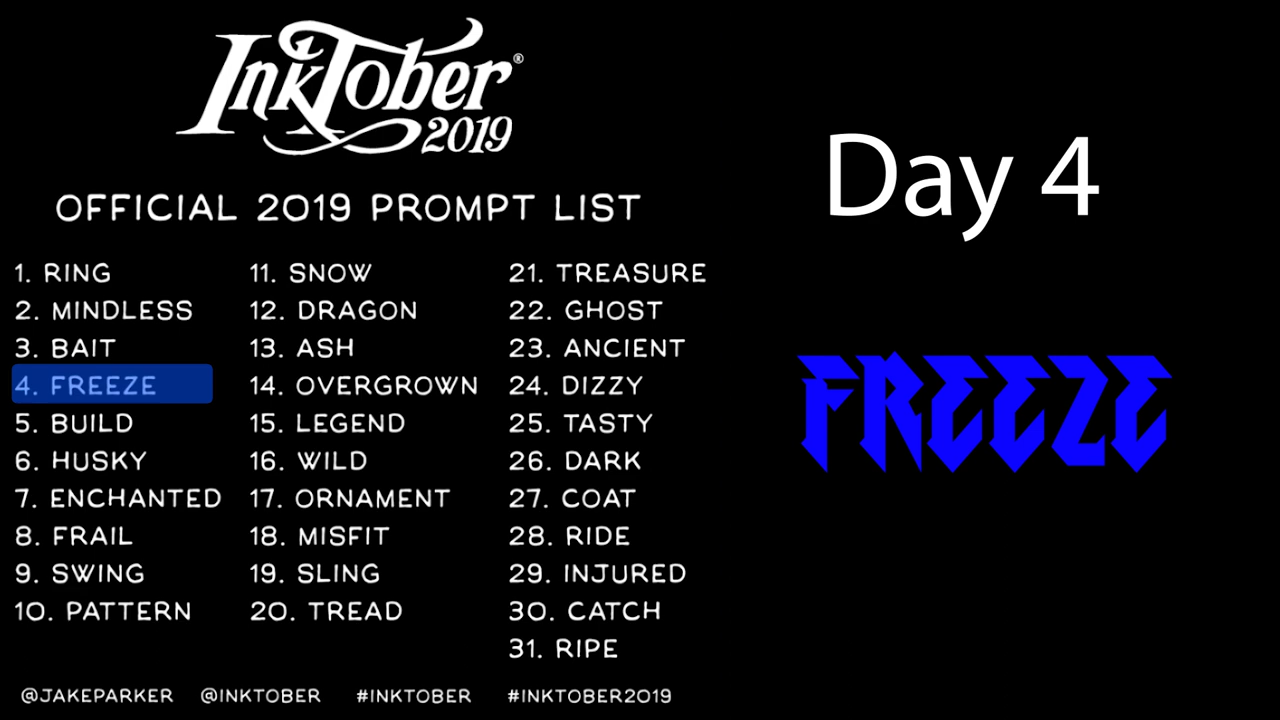 InkTober®
2019
OFFICIAL 2019 PROMPT LIST
1. RING
2. MINDLESS
3. BAIT
4. FREEZE
5. BUILD
6. HUSKY
7. ENCHANTED
8. FRAIL
9. SWING
10. PATTERN
11. SNOW
12. DRAGON
13. ASH
14. OVERGROWN
15. LEGEND
16. WILD
17. ORNAMENT
18. MISFIT
19. SLING
20. TREAD
21. TREASURE
22. GHOST
23. ANCIENT
24. DIZZY
25. TASTY
26. DARK
27. COAT
28. RIDE
29. INJURED
30. CATCH
31. RIPE
@JAKEPARKER @INKTOBER #INKTOBER #INKTOBER2019
Day 4
FREEZE